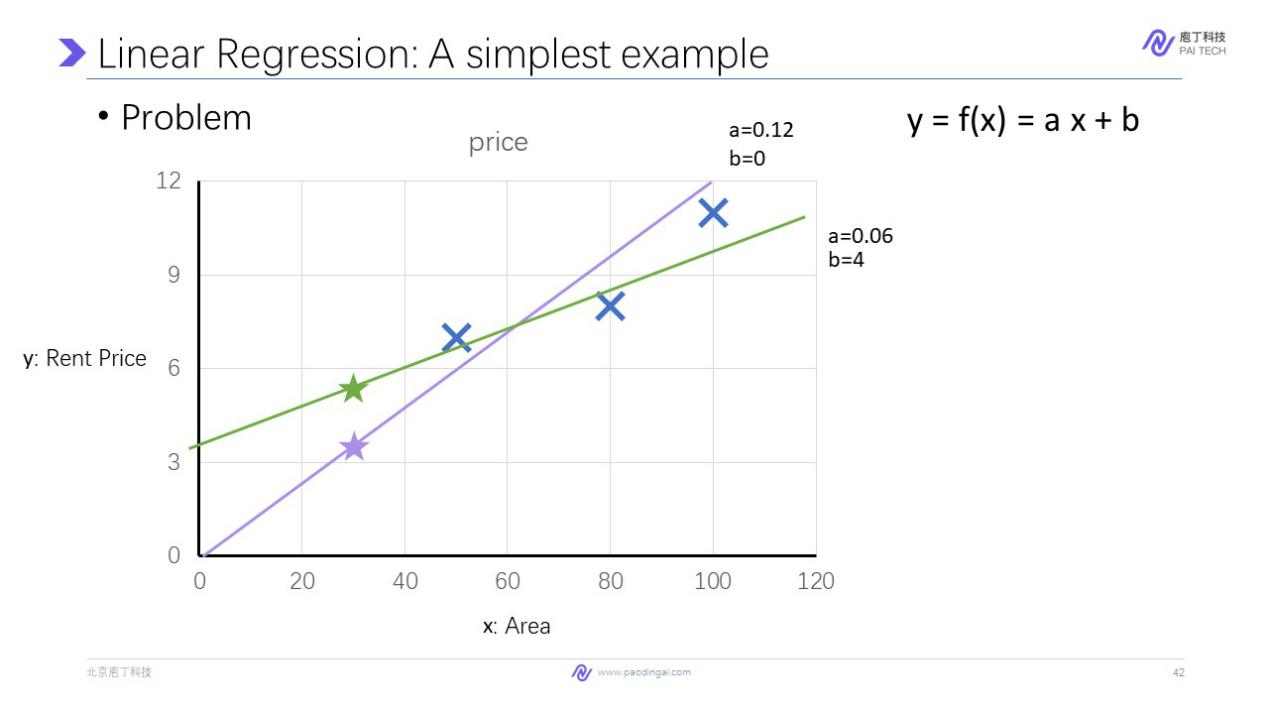 Linear Regression: A simplest example
庖丁科技
PAI TECH
• Problem
y = f(x) = a x + b
price
a=0.12
b=0
12
9
6
3
0
a=0.06
b=4
y: Rent Price
0 20 40 60 80 100 120
x: Area
北京庖丁科技
www.paodingai.com
42